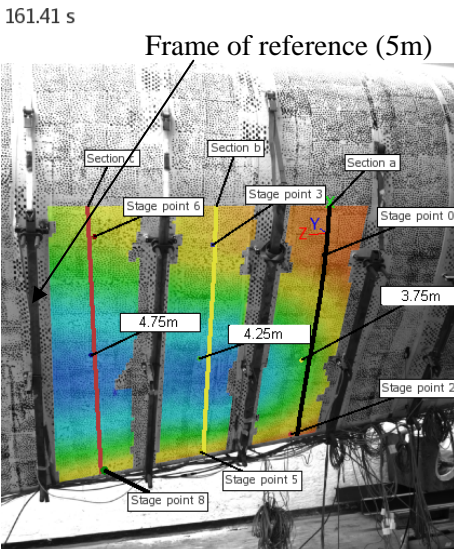 161.41 s
Frame of reference (5m)
Section c
Section b
Section a
Stage point 6
Stage point 3
Stage point 0
Y
Z
4.75m
4.25m
3.75m
Stage point 2
Stage point 5
Stage point 8